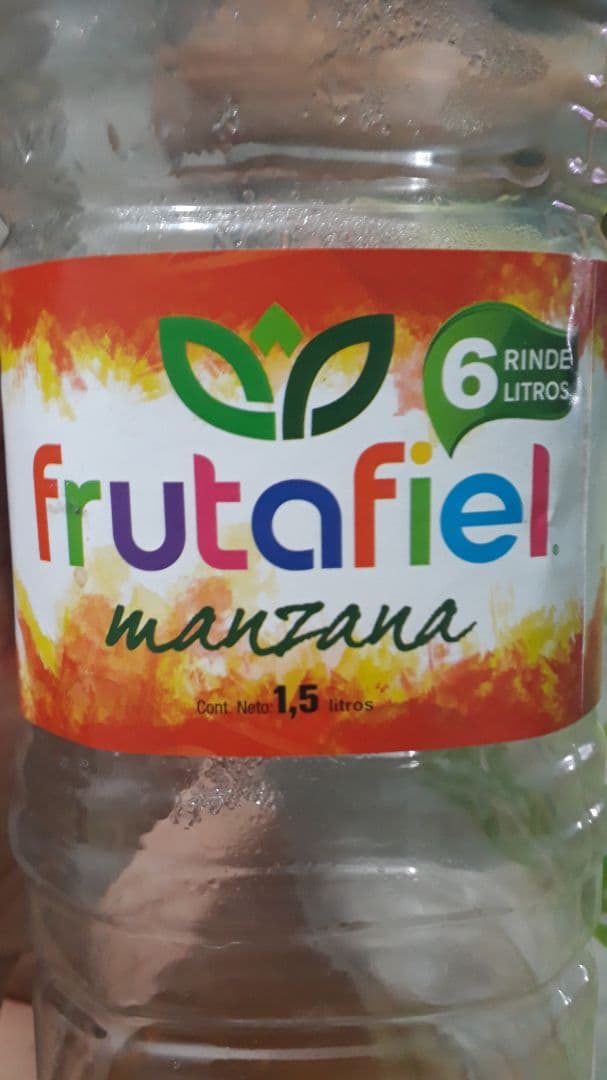 6 RINDE
LITROS
frutafiel®
manzana
Cont. Neto: 1,5 litros